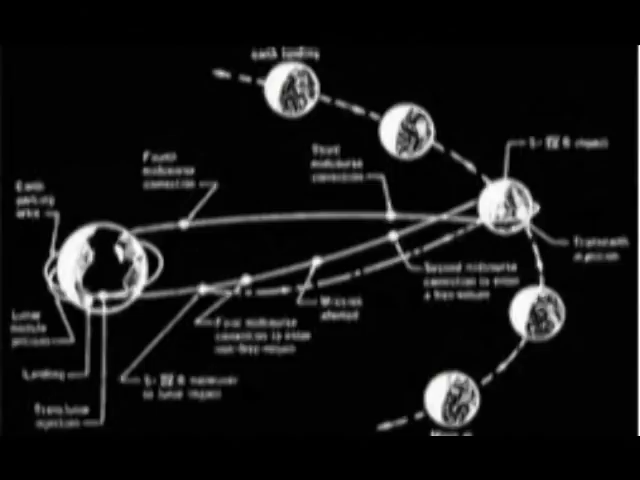 earth landing
Fourth
midcourse
correction
Third
midcourse
correction
S-IVB impact
Earth
parking
orbit
Transearth
injection
Second midcourse
correction to enter
a free-return
Mission
aborted
First midcourse
correction to enter
non-free-return
Lunar
module
S-IVB maneuver
to lunar impact
Landing
Translunar
injection